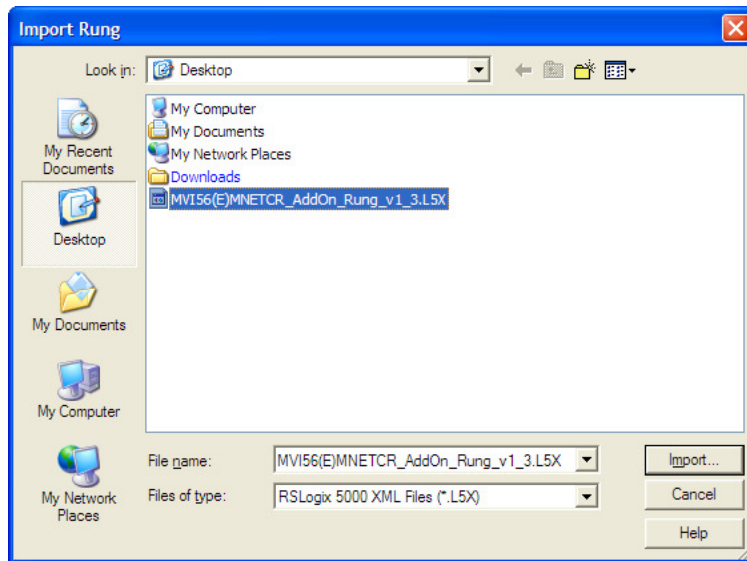 Import Rung
Look in:
Desktop
My Recent
Documents
Desktop
My Documents
My Computer
My Network
Places
My Computer
My Documents
My Network Places
Downloads
MVI56(E)MNETCR_AddOn_Rung_v1_3.L5X
File name:
MVI56(E)MNETCR_AddOn_Rung_v1_3.L5X
Import...
Files of type:
RSLogix 5000 XML Files (*.L5X)
Cancel
Help